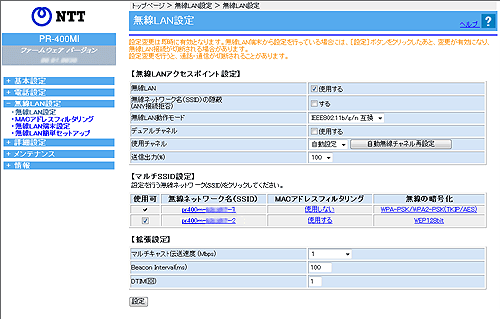 トップページ > 無線LAN設定 > 無線LAN設定
NTT
無線LAN設定
ヘルプ ?
PR-400MI
ファームウェア バージョン
設定変更は即時に有効となります。無線LAN端末から設定を行っている場合には、[設定]ボタンをクリックしたあと、変更が有効になり、無線LAN接続が切断される場合があります。
設定変更を行うと、通話・通信が切断されることがあります。
+ 基本設定
+ 電話設定
- 無線LAN設定
・無線LAN設定
・MACアドレスフィルタリング
・無線LAN端末設定
・無線LAN簡単セットアップ
+ 詳細設定
+ メンテナンス
+ 情報
【無線LANアクセスポイント設定】
無線LAN 使用する
無線ネットワーク名(SSID)の隠蔽
(ANY接続拒否) する
無線LAN動作モード IEEE802.11b/g/n 互換
デュアルチャネル 使用する
使用チャネル 自動設定 自動無線チャネル再設定
送信出力(%) 100
【マルチSSID設定】
設定を行う無線ネットワーク(SSID)をクリックしてください。
使用可 無線ネットワーク名(SSID) MACアドレスフィルタリング 無線の暗号化
pr400- -1 使用しない WPA-PSK/WPA2-PSK(TKIP/AES)
pr400- -2 使用する WEP128bit
【拡張設定】
マルチキャスト伝送速度 (Mbps) 1
Beacon Interval(ms) 100
DTIM(回) 1
設定